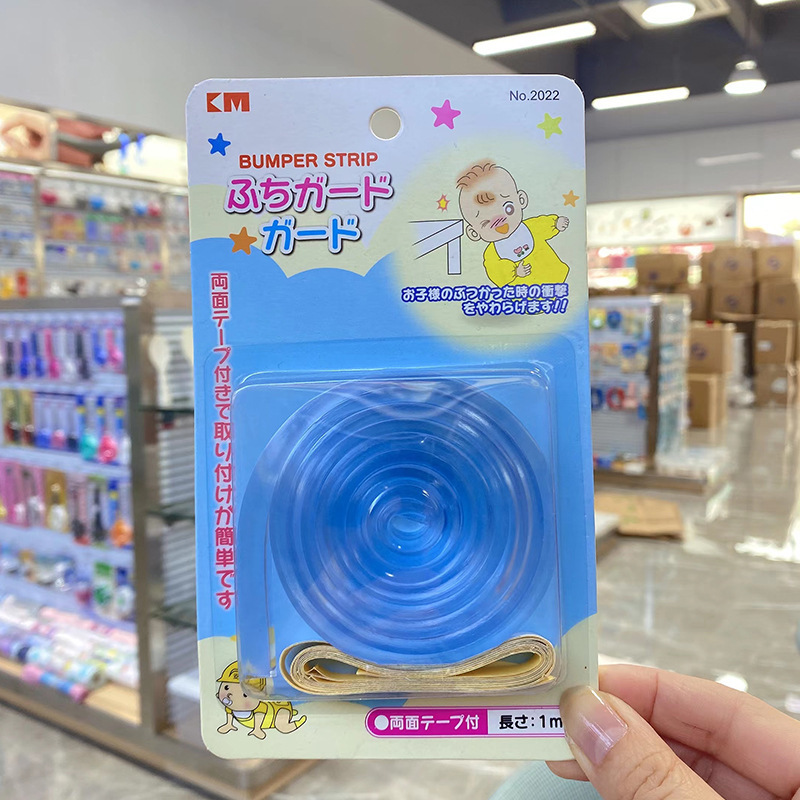 KM
No.2022
BUMPER STRIP
ふちガード
ガード
お子様のぶつかった時の衝撃
をやわらげます!!
両面テープ付きで取り付けが簡単です
●両面テープ付
長さ:1m